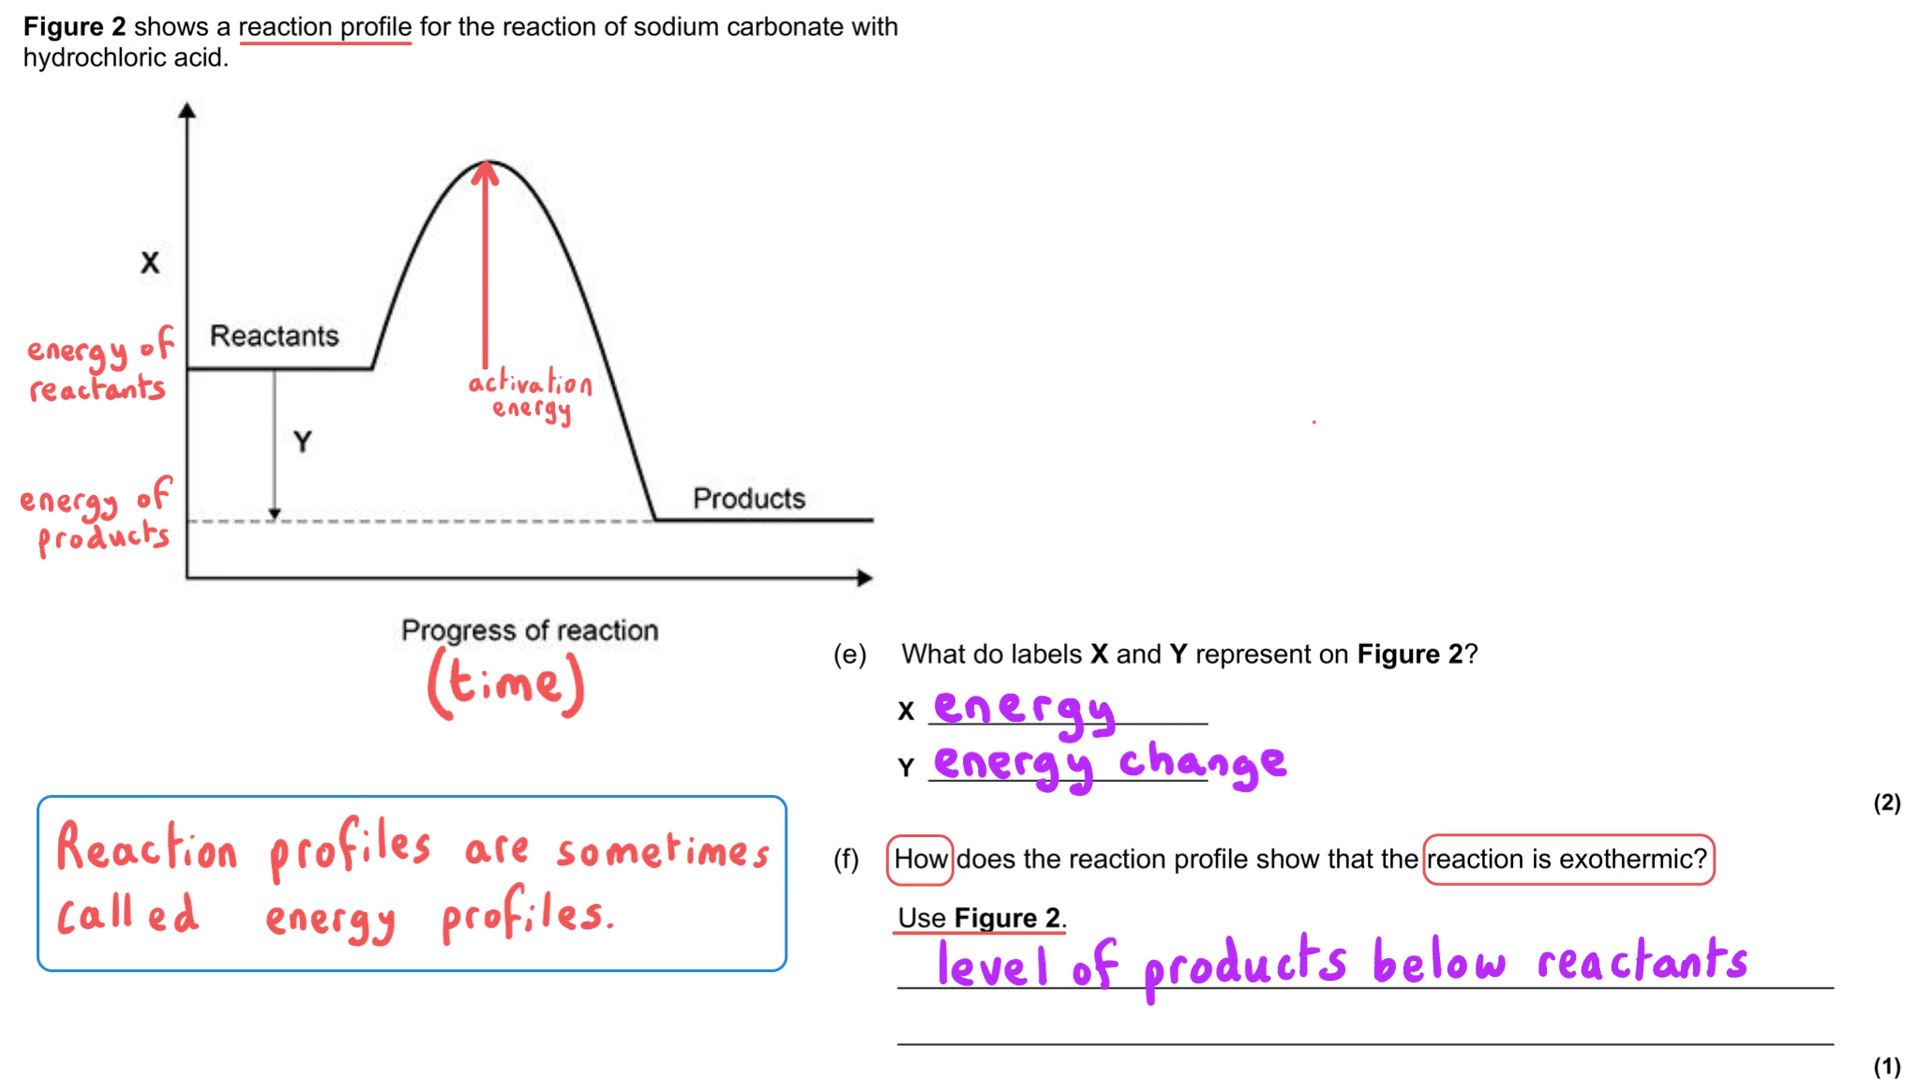 Figure 2 shows a reaction profile for the reaction of sodium carbonate with
hydrochloric acid.
X
Reactants
energy of
reactants
activation
energy
Y
energy of
products
Products
Progress of reaction
(time)
Reaction profiles are sometimes
called energy profiles.
(e) What do labels X and Y represent on Figure 2?
X energy
Y energy change
(2)
(f) How does the reaction profile show that the reaction is exothermic?
Use Figure 2.
level of products below reactants
(1)